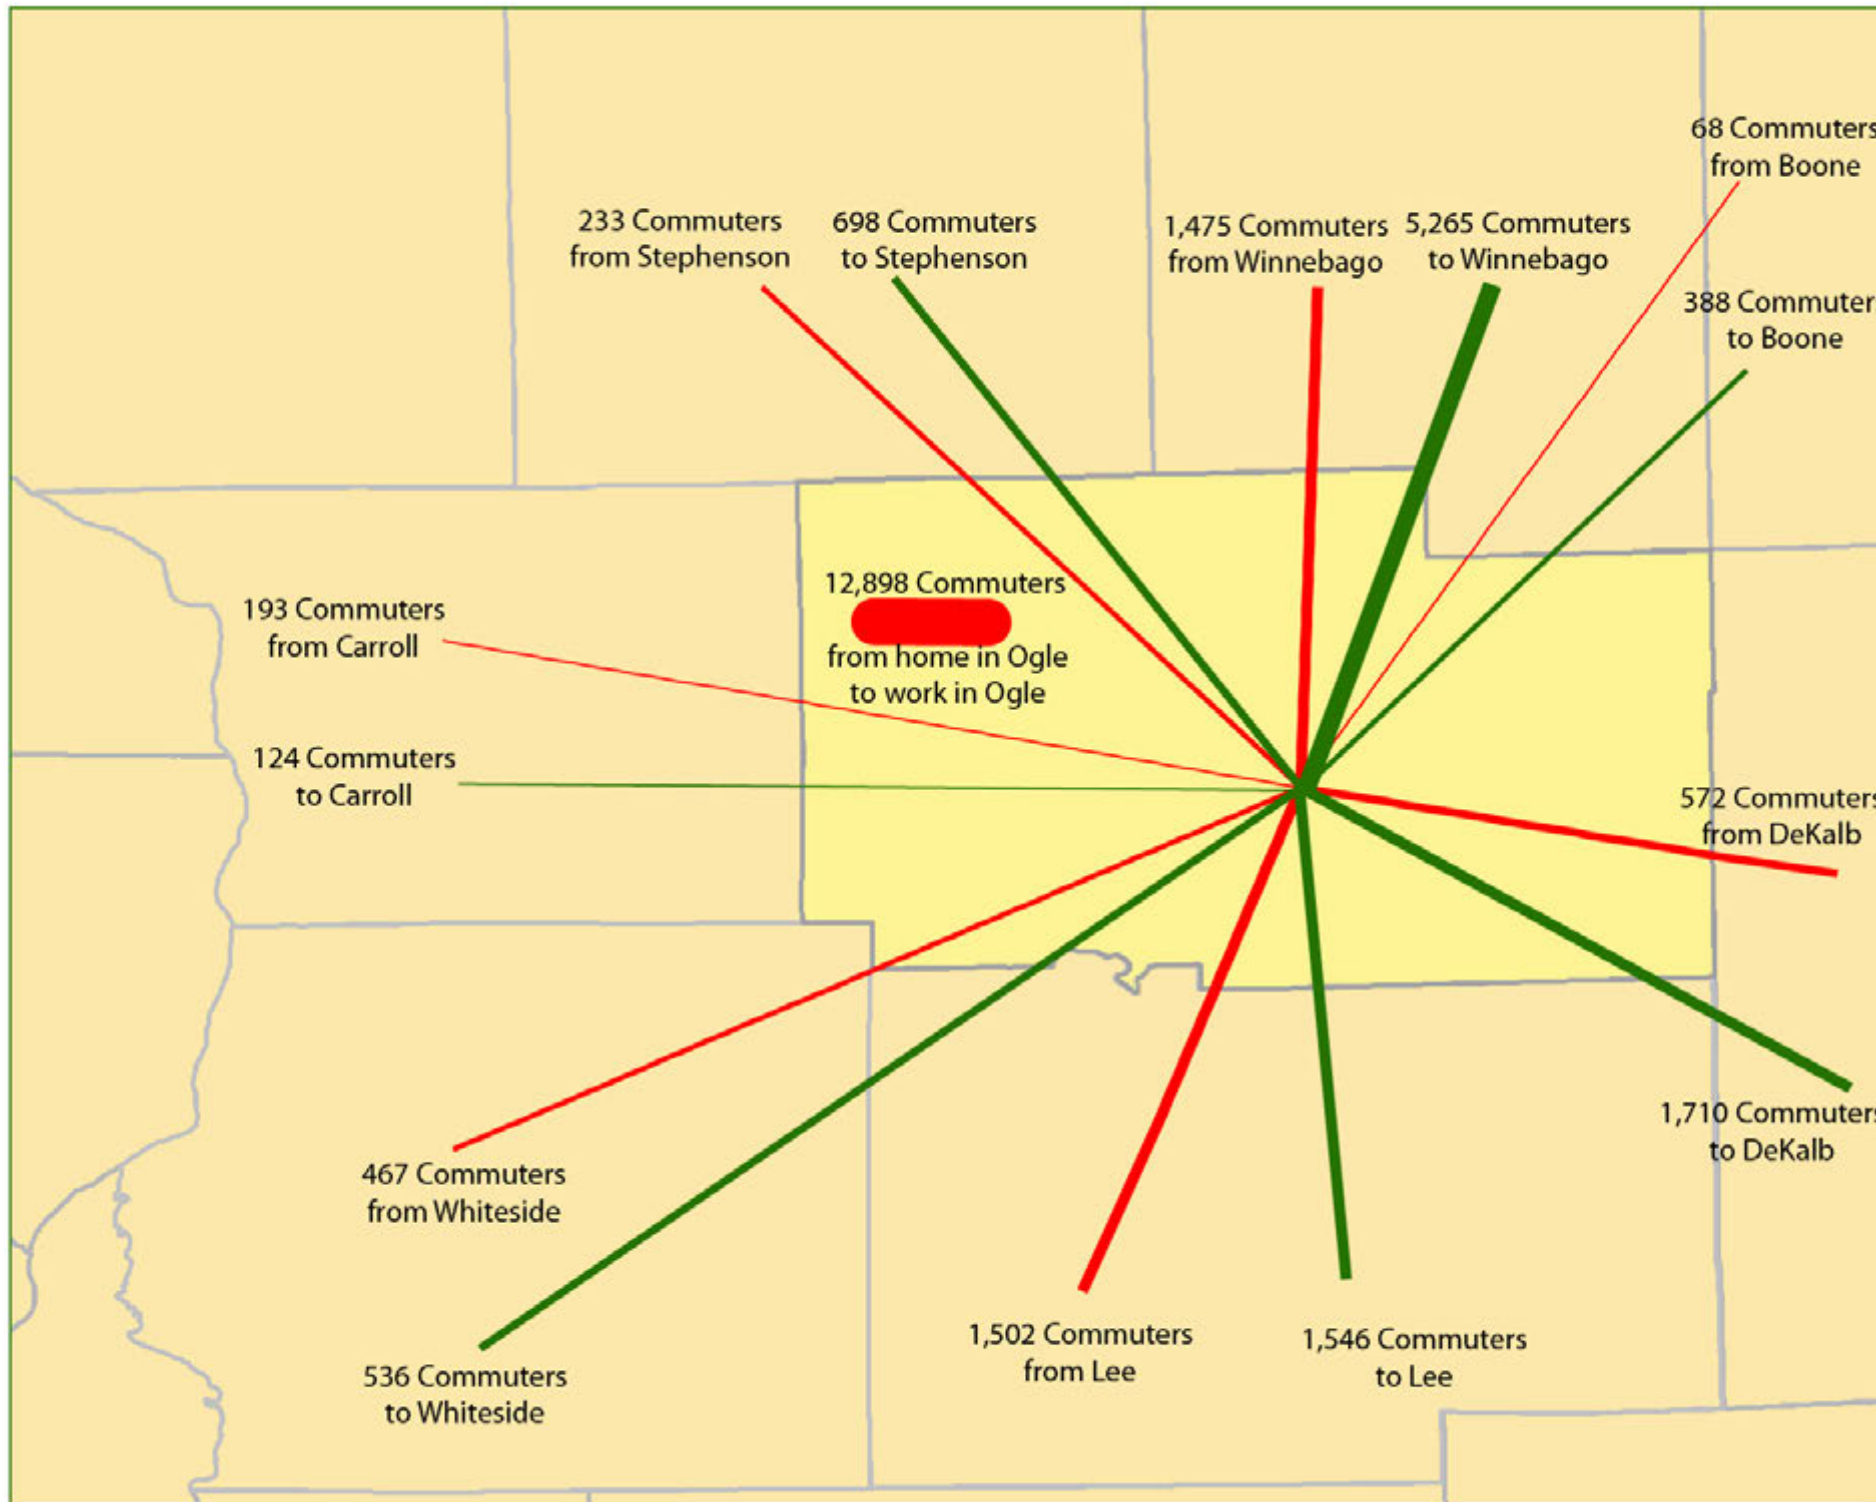 68 Commuters
from Boone
233 Commuters
from Stephenson
698 Commuters
to Stephenson
1,475 Commuters
from Winnebago
5,265 Commuters
to Winnebago
388 Commuter
to Boone
12,898 Commuters
from home in Ogle
to work in Ogle
193 Commuters
from Carroll
124 Commuters
to Carroll
572 Commuters
from DeKalb
1,710 Commuters
to DeKalb
467 Commuters
from Whiteside
536 Commuters
to Whiteside
1,502 Commuters
from Lee
1,546 Commuters
to Lee